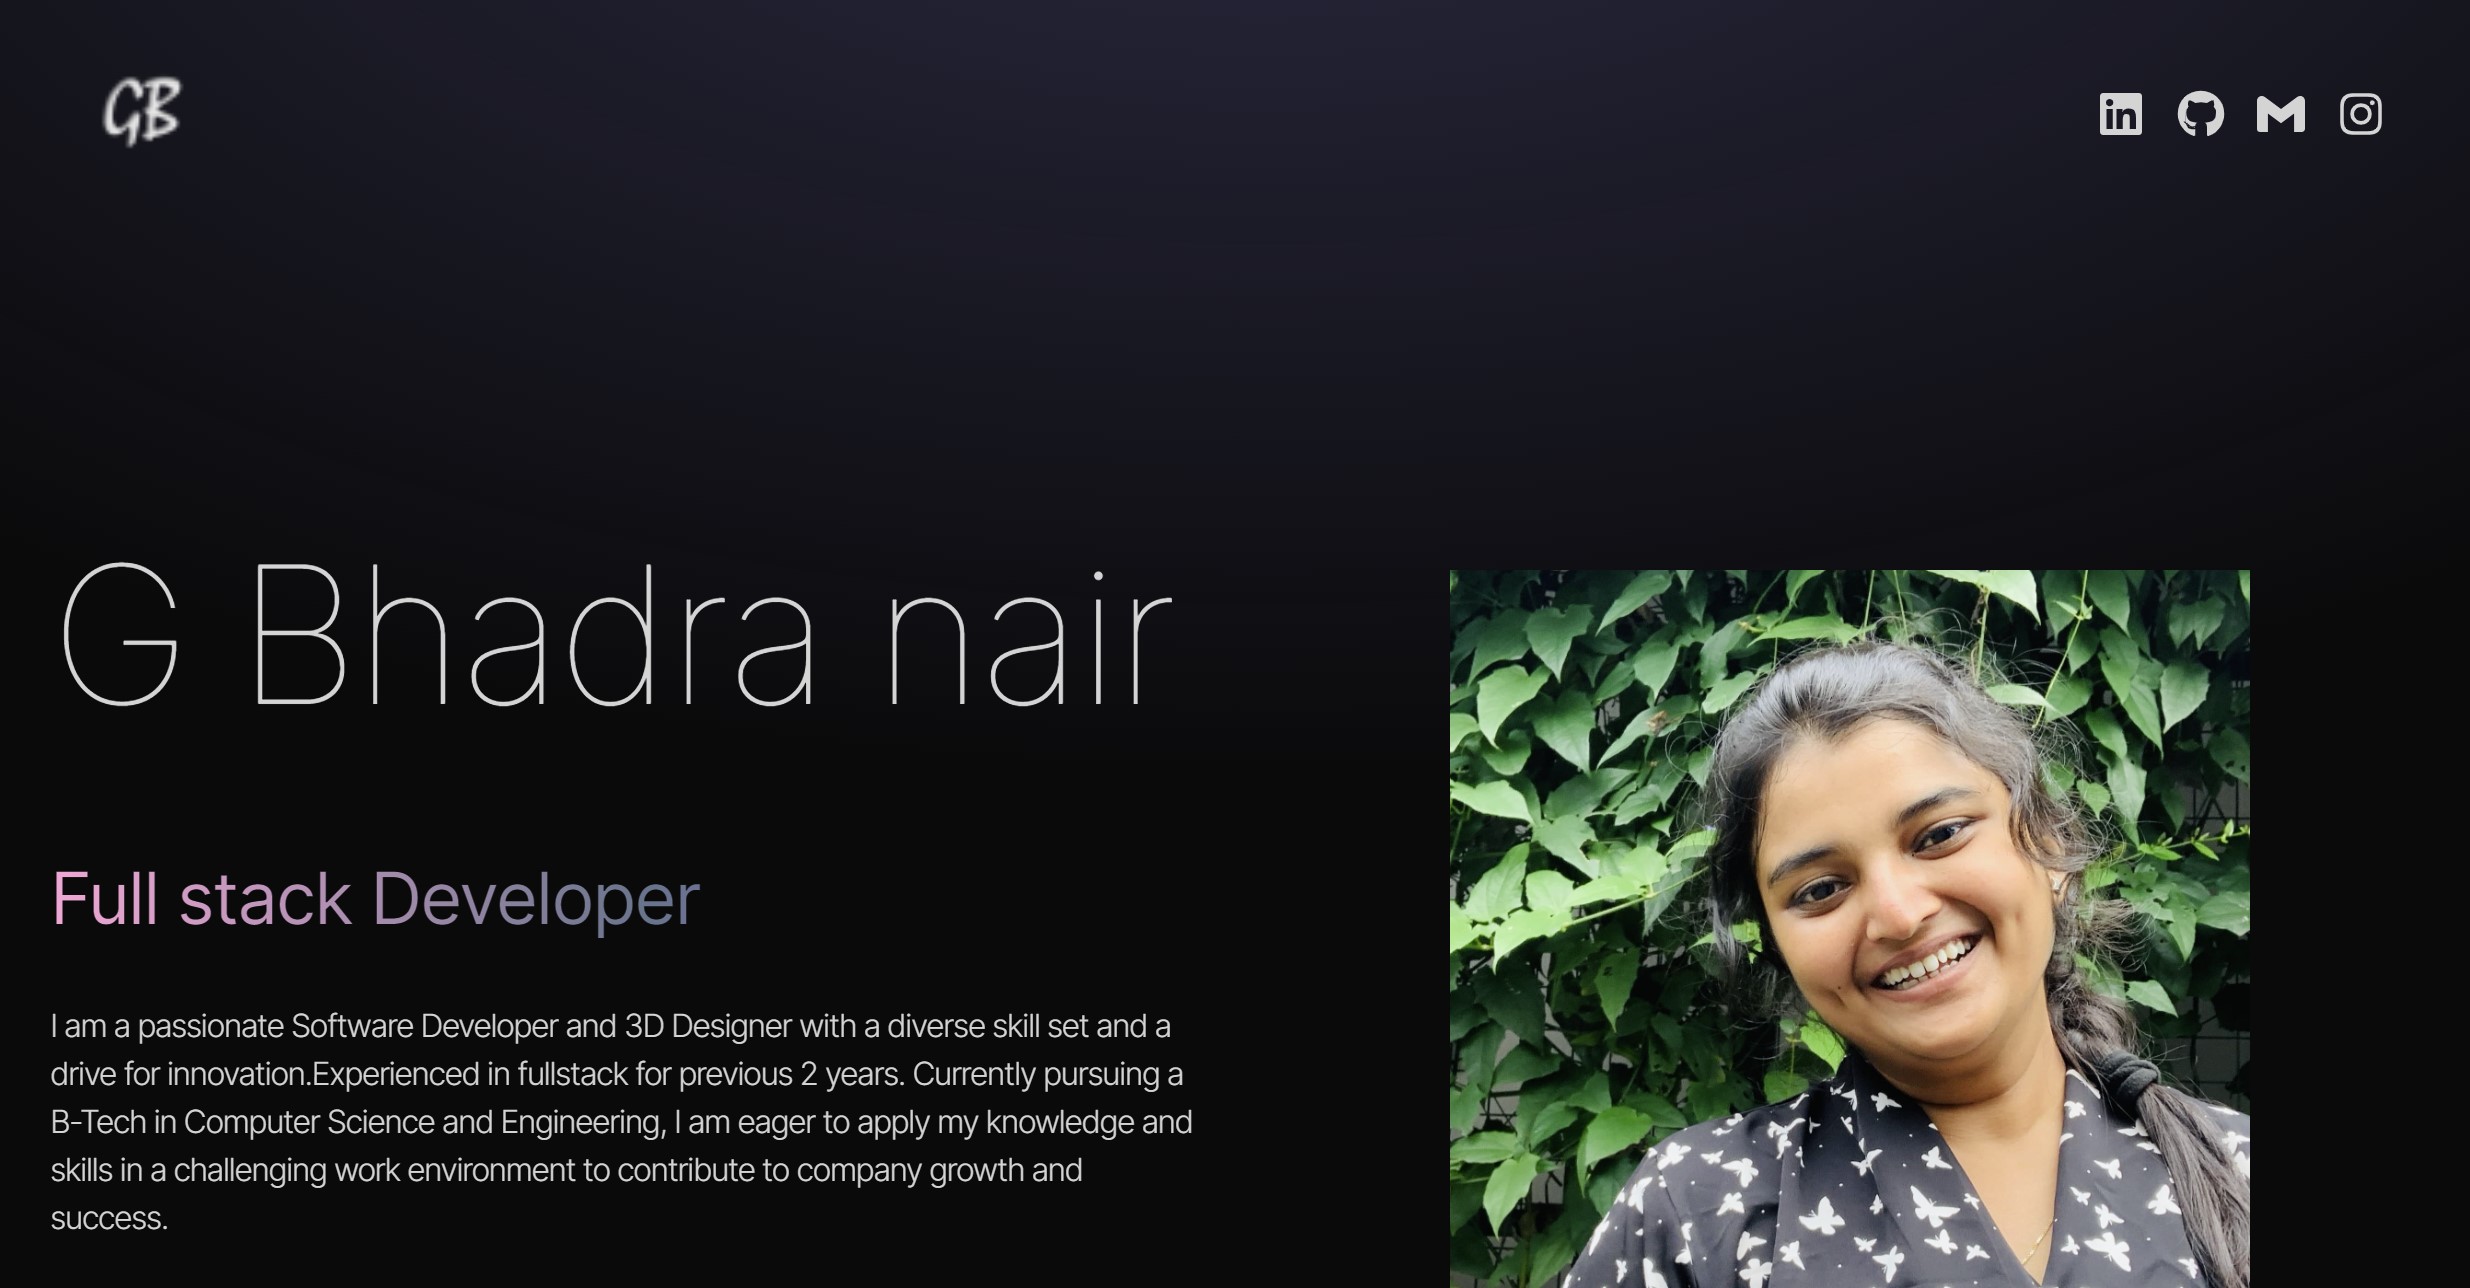 GB
G Bhadra nair
Full stack Developer
I am a passionate Software Developer and 3D Designer with a diverse skill set and a
drive for innovation.Experienced in fullstack for previous 2 years. Currently pursuing a
B-Tech in Computer Science and Engineering, I am eager to apply my knowledge and
skills in a challenging work environment to contribute to company growth and
success.